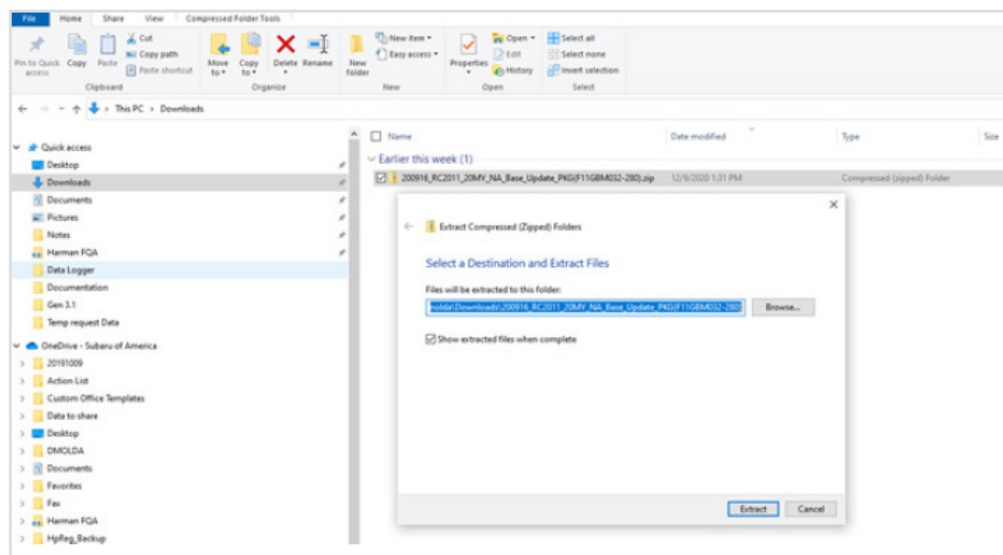 File Home Share View Compressed Folder Tools
Pin to Quick access
Copy
Paste
Cut
Copy path
Paste shortcut
Move to
Copy to
Delete
Rename
New folder
New item
Easy access
Properties
Open
Edit
History
Select all
Select none
Invert selection
Clipboard Organize New Open Select
This PC > Downloads
Name Date modified Type Size
Quick access
Desktop
Downloads
Documents
Pictures
Notes
Harman FQA
Data Logger
Documentation
Gen 3.1
Temp request Data
OneDrive - Subaru of America
20191009
Action List
Custom Office Templates
Data to share
Desktop
DMOLDA
Documents
Favorites
Fax
Harman FQA
HpReg_Backup
Earlier this week (1)
200916_RC2011_20MY_NA_Base_Update_PKG(F11GBM032-280).zip 12/9/2020 1:31 PM Compressed (zipped) Folder
Extract Compressed (Zipped) Folders
Select a Destination and Extract Files
Files will be extracted to this folder:
nolda\Downloads\200916_RC2011_20MY_NA_Base_Update_PKG(F11GBM032-280) Browse...
Show extracted files when complete
Extract Cancel